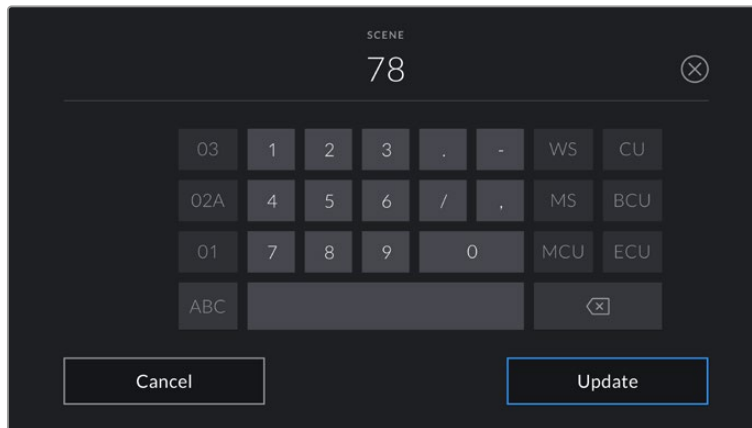 SCENE
78
03 1 2 3 . - WS CU
02A 4 5 6 / , MS BCU
01 7 8 9 0 MCU ECU
ABC
Cancel Update